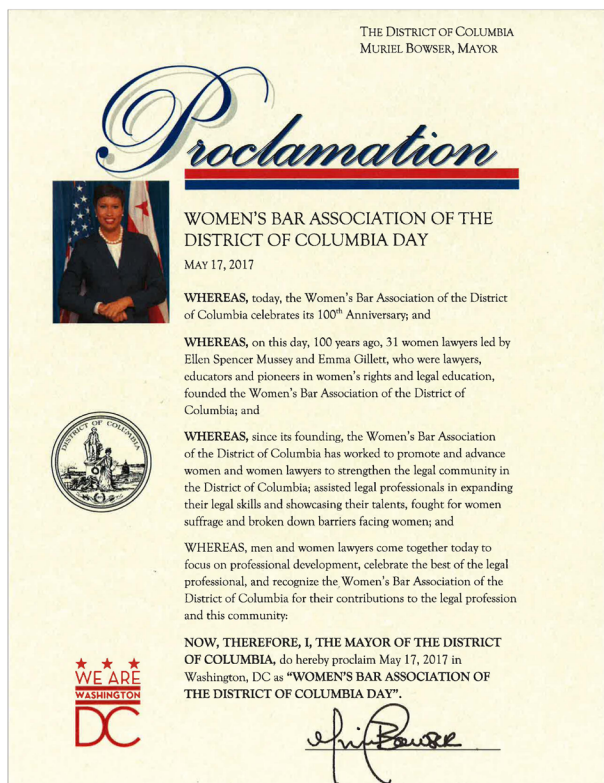 THE DISTRICT OF COLUMBIA
MURIEL BOWSER, MAYOR
Proclamation
WOMEN'S BAR ASSOCIATION OF THE
DISTRICT OF COLUMBIA DAY
MAY 17, 2017
WHEREAS, today, the Women's Bar Association of the District
of Columbia celebrates its 100th Anniversary; and
WHEREAS, on this day, 100 years ago, 31 women lawyers led by
Ellen Spencer Mussey and Emma Gillett, who were lawyers,
educators and pioneers in women's rights and legal education,
founded the Women's Bar Association of the District of
Columbia; and
DISTRICT OF COLUMBIA
WHEREAS, since its founding, the Women's Bar Association
of the District of Columbia has worked to promote and advance
women and women lawyers to strengthen the legal community in
the District of Columbia; assisted legal professionals in expanding
their legal skills and showcasing their talents, fought for women
suffrage and broken down barriers facing women; and
WHEREAS, men and women lawyers come together today to
focus on professional development, celebrate the best of the legal
professional, and recognize the Women's Bar Association of the
District of Columbia for their contributions to the legal profession
and this community:
NOW, THEREFORE, I, THE MAYOR OF THE DISTRICT
OF COLUMBIA, do hereby proclaim May 17, 2017 in
Washington, DC as "WOMEN'S BAR ASSOCIATION OF
THE DISTRICT OF COLUMBIA DAY".
WE ARE
WASHINGTON
DC
Muriel Bowser